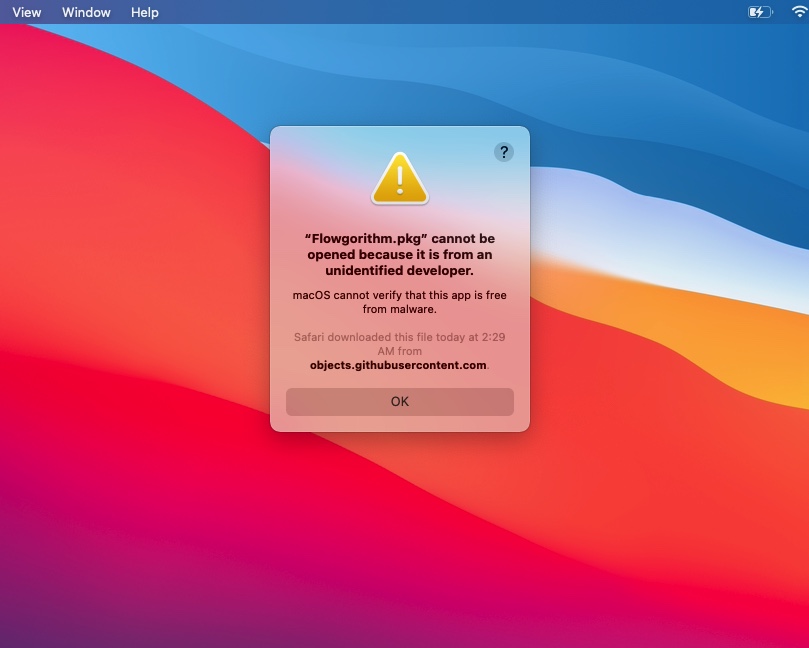 View Window Help
?
“Flowgorithm.pkg” cannot be
opened because it is from an
unidentified developer.
macOS cannot verify that this app is free
from malware.
Safari downloaded this file today at 2:29
AM from
objects.githubusercontent.com.
OK